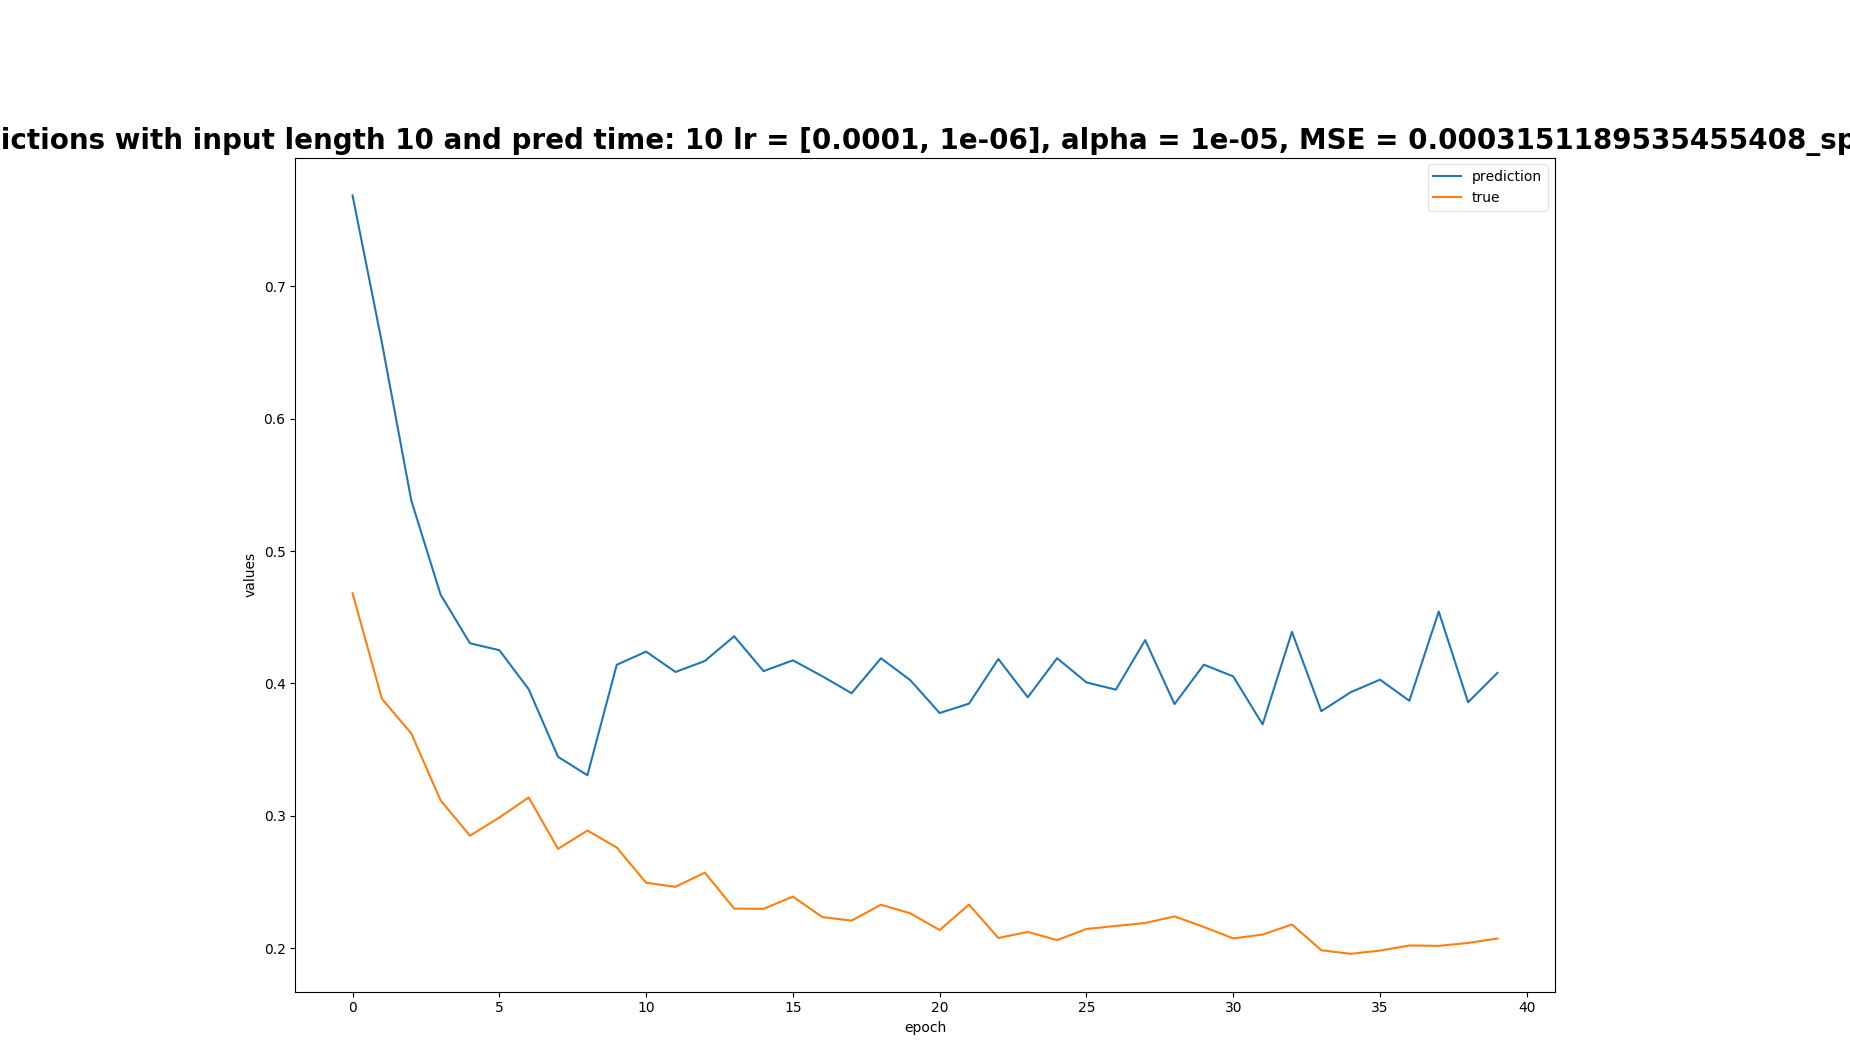 ictions with input length 10 and pred time: 10 lr = [0.0001, 1e-06], alpha = 1e-05, MSE = 0.0003151189535455408_sp
prediction
true
values
0.7
0.6
0.5
0.4
0.3
0.2
0 5 10 15 20 25 30 35 40
epoch